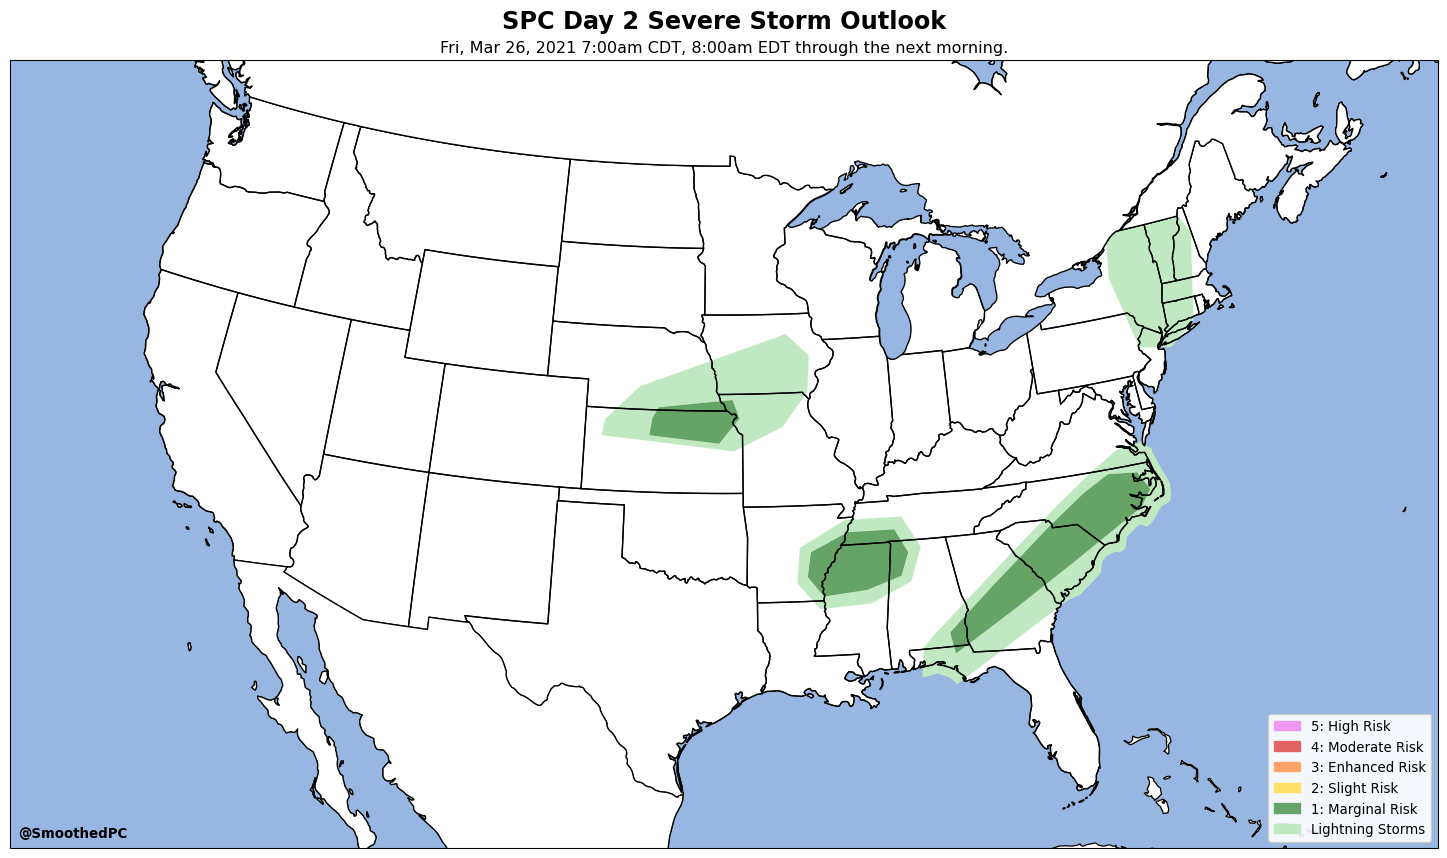 SPC Day 2 Severe Storm Outlook
Fri, Mar 26, 2021 7:00am CDT, 8:00am EDT through the next morning.
5: High Risk
4: Moderate Risk
3: Enhanced Risk
2: Slight Risk
1: Marginal Risk
Lightning Storms
@SmoothedPC